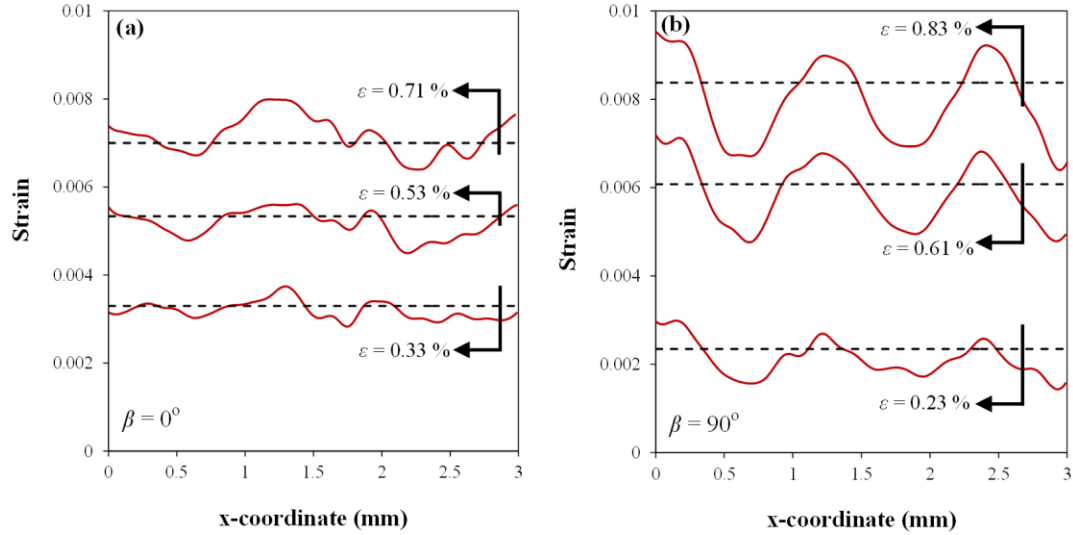 (a)
0.01
0.008
0.006
0.004
0.002
0
Strain
ε = 0.71 %
ε = 0.53 %
ε = 0.33 %
β = 0°
0 0.5 1 1.5 2 2.5 3
x-coordinate (mm)
(b)
0.01
0.008
0.006
0.004
0.002
0
Strain
ε = 0.83 %
ε = 0.61 %
ε = 0.23 %
β = 90°
0 0.5 1 1.5 2 2.5 3
x-coordinate (mm)